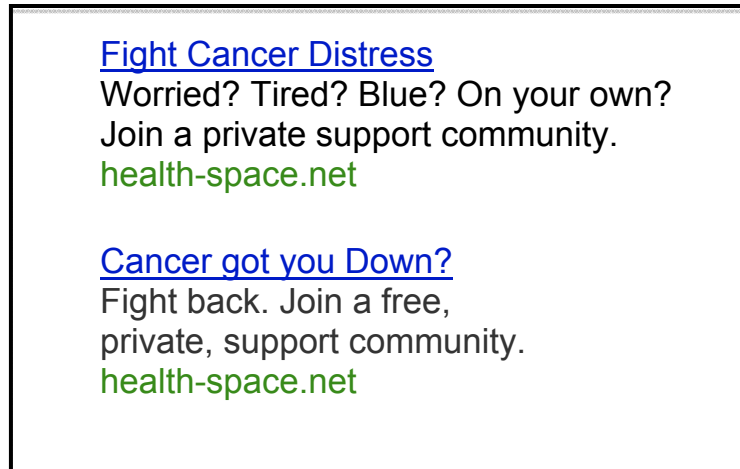 Fight Cancer Distress
Worried? Tired? Blue? On your own?
Join a private support community.
health-space.net
Cancer got you Down?
Fight back. Join a free,
private, support community.
health-space.net